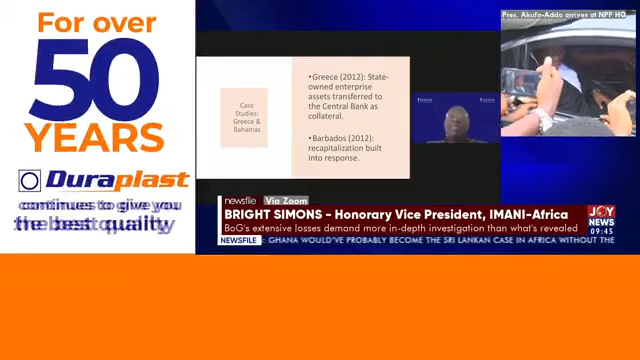 For over
50
YEARS
Duraplast
continues to give you
the best quality
Case
Studies:
Greece &
Bahamas
•Greece (2012): State-
owned enterprise
assets transferred to
the Central Bank as
collateral.
•Barbados (2012):
recapitalization built
into response.
Pres. Akufo-Addo arrives at NPP HQ
newsfile Via Zoom
BRIGHT SIMONS - Honorary Vice President, IMANI-Africa
BoG's extensive losses demand more in-depth investigation than what's revealed
NEWSFILE : GHANA WOULD'VE PROBABLY BECOME THE SRI LANKAN CASE IN AFRICA WITHOUT THE
JOY
NEWS
09:45